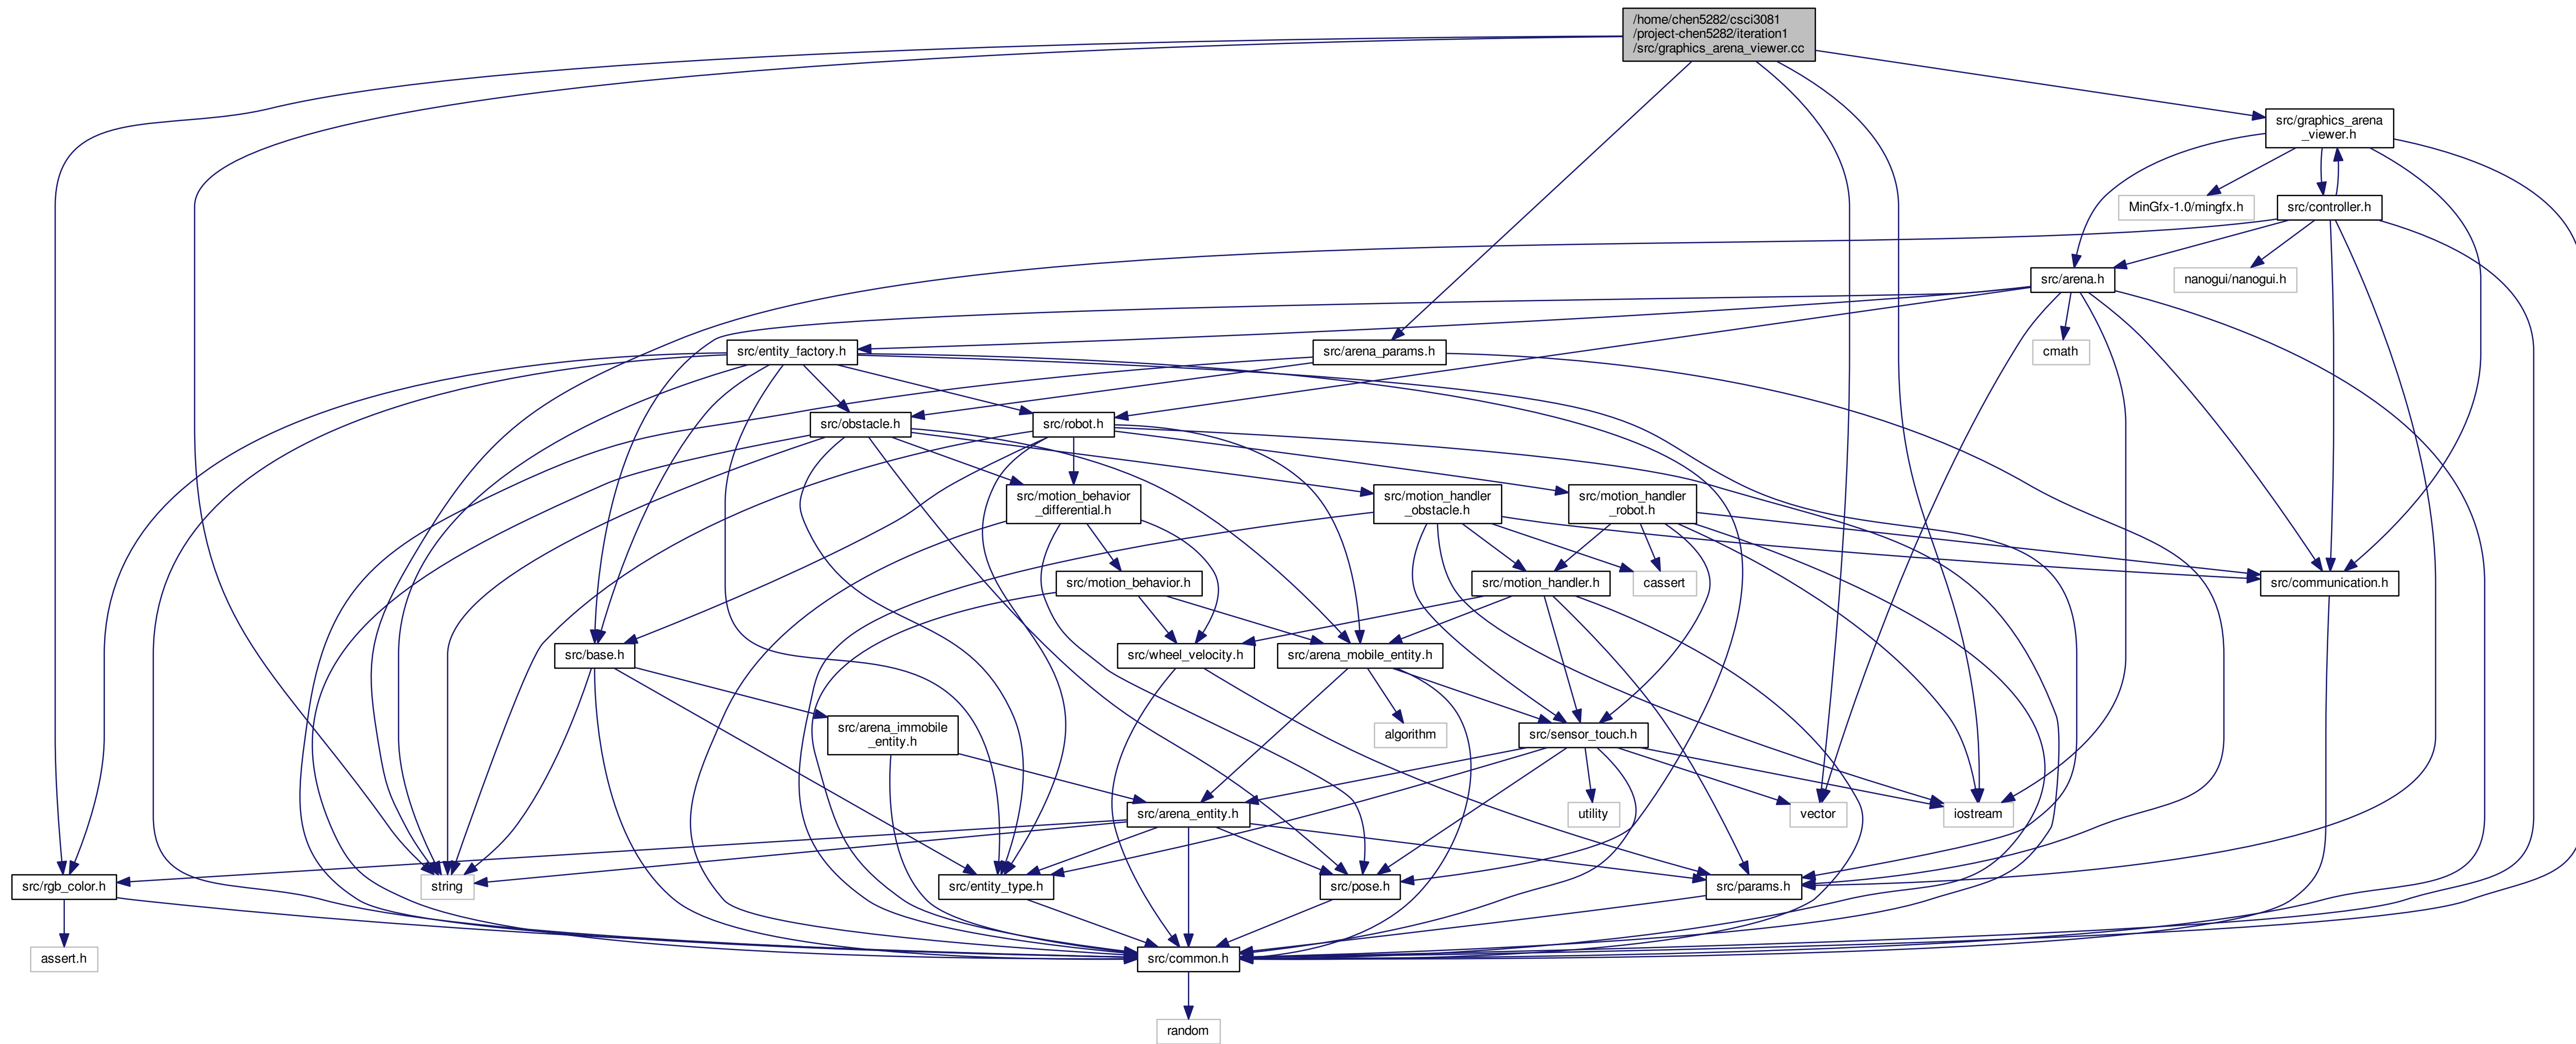 /home/chen5282/csci3081
/project-chen5282/iteration1
/src/graphics_arena_viewer.cc
src/graphics_arena
_viewer.h
MinGfx-1.0/mingfx.h
src/controller.h
src/arena.h
nanogui/nanogui.h
src/entity_factory.h
src/arena_params.h
cmath
src/obstacle.h
src/robot.h
src/motion_behavior
_differential.h
src/motion_handler
_obstacle.h
src/motion_handler
_robot.h
src/motion_behavior.h
src/motion_handler.h
cassert
src/communication.h
src/base.h
src/wheel_velocity.h
src/arena_mobile_entity.h
src/arena_immobile
_entity.h
algorithm
src/sensor_touch.h
src/arena_entity.h
utility
vector
iostream
src/rgb_color.h
string
src/entity_type.h
src/pose.h
src/params.h
assert.h
src/common.h
random